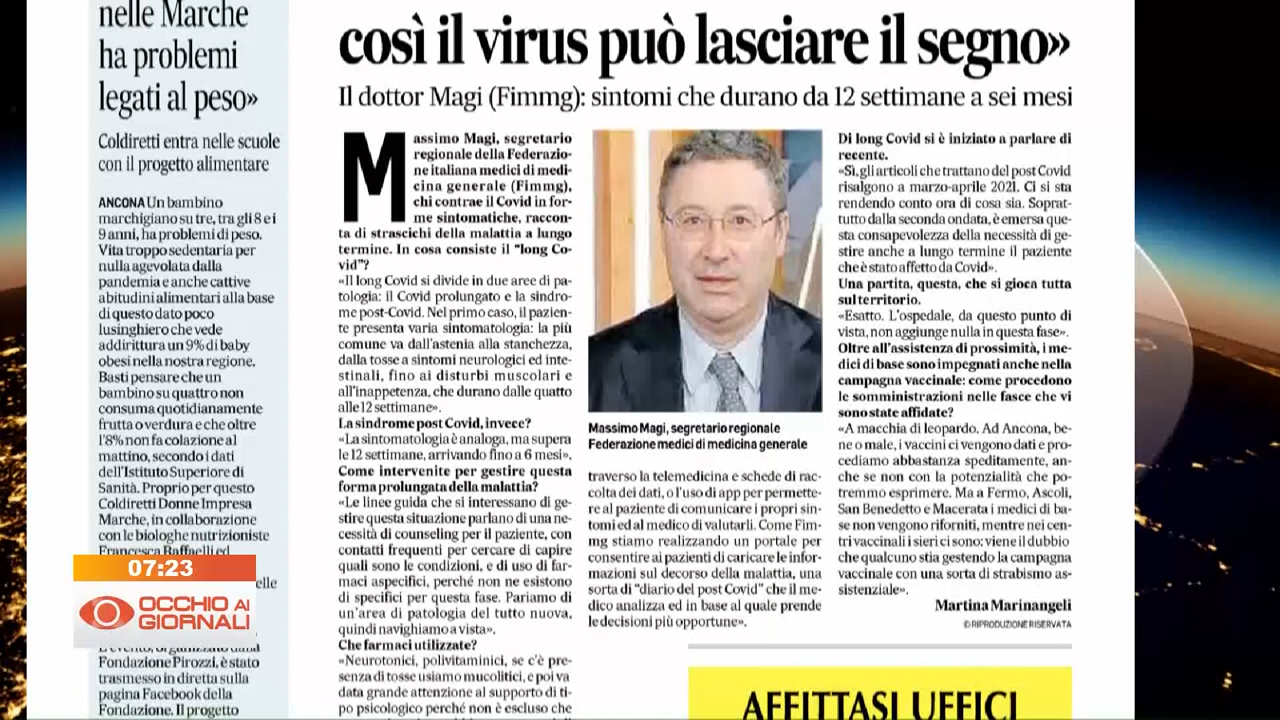 nelle Marche
ha problemi
legati al peso»
Coldiretti entra nelle scuole
con il progetto alimentare
ANCONA Un bambino
marchigiano su tre, tra gli 8 e i
9 anni, ha problemi di peso.
Vita troppo sedentaria per
nulla agevolata dalla
pandemia e anche cattive
abitudini alimentari alla base
di questo dato poco
lusinghiero che vede
addirittura un 9% di baby
obesi nella nostra regione.
Basti pensare che un
bambino su quattro non
consuma quotidianamente
frutta o verdura e che oltre
l'8% non fa colazione al
mattino, secondo i dati
dell'Istituto Superiore di
Sanità. Proprio per questo
Coldiretti Donne Impresa
Marche, in collaborazione
con le biologhe nutrizioniste
Francesca Raffaelli ed
elle
L'evento, organizzato dalla
Fondazione Pirozzi, è stato
trasmesso in diretta sulla
pagina Facebook della
Fondazione. Il progetto
07:23
OCCHIO AI
GIORNALI
così il virus può lasciare il segno»
Il dottor Magi (Fimmg): sintomi che durano da 12 settimane a sei mesi
Massimo Magi, segretario
regionale della Federazio-
ne italiana medici di medi-
cina generale (Fimmg),
chi contrae il Covid in for-
me sintomatiche, raccon-
ta di strascichi della malattia a lungo
termine. In cosa consiste il "long Co-
vid"?
«Il long Covid si divide in due aree di pa-
tologia: il Covid prolungato e la sindro-
me post-Covid. Nel primo caso, il pazien-
te presenta varia sintomatologia: la più
comune va dall'astenia alla stanchezza,
dalla tosse a sintomi neurologici ed inte-
stinali, fino ai disturbi muscolari e
all'inappetenza, che durano dalle quatto
alle 12 settimane».
La sindrome post Covid, invece?
«La sintomatologia è analoga, ma supera
le 12 settimane, arrivando fino a 6 mesi».
Come intervenite per gestire questa
forma prolungata della malattia?
«Le linee guida che si interessano di ge-
stire questa situazione parlano di una ne-
cessità di counseling per il paziente, con
contatti frequenti per cercare di capire
quali sono le condizioni, e di uso di far-
maci aspecifici, perché non ne esistono
di specifici per questa fase. Pariamo di
un'area di patologia del tutto nuova,
quindi navighiamo a vista».
Che farmaci utilizzate?
«Neurotonici, polivitaminici, se c'è pre-
senza di tosse usiamo mucolitici, e poi va
data grande attenzione al supporto di ti-
po psicologico perché non è escluso che
Massimo Magi, segretario regionale
Federazione medici di medicina generale
traverso la telemedicina e schede di rac-
colta dei dati, o l'uso di app per permette-
re al paziente di comunicare i propri sin-
tomi ed al medico di valutarli. Come Fim-
mg stiamo realizzando un portale per
consentire ai pazienti di caricare le infor-
mazioni sul decorso della malattia, una
sorta di "diario del post Covid" che il me-
dico analizza ed in base al quale prende
le decisioni più opportune».
Di long Covid si è iniziato a parlare di
recente.
«Sì, gli articoli che trattano del post Covid
risalgono a marzo-aprile 2021. Ci si sta
rendendo conto ora di cosa sia. Soprat-
tutto dalla seconda ondata, è emersa que-
sta consapevolezza della necessità di ge-
stire anche a lungo termine il paziente
che è stato affetto da Covid».
Una partita, questa, che si gioca tutta
sul territorio.
«Esatto. L'ospedale, da questo punto di
vista, non aggiunge nulla in questa fase».
Oltre all'assistenza di prossimità, i me-
dici di base sono impegnati anche nella
campagna vaccinale: come procedono
le somministrazioni nelle fasce che vi
sono state affidate?
«A macchia di leopardo. Ad Ancona, be-
ne o male, i vaccini ci vengono dati e pro-
cediamo abbastanza speditamente, an-
che se non con la potenzialità che po-
tremmo esprimere. Ma a Fermo, Ascoli,
San Benedetto e Macerata i medici di ba-
se non vengono riforniti, mentre nei cen-
tri vaccinali i sieri ci sono: viene il dubbio
che qualcuno stia gestendo la campagna
vaccinale con una sorta di strabismo as-
sistenziale».
Martina Marinangeli
© RIPRODUZIONE RISERVATA
AFFITTASI UFFICI